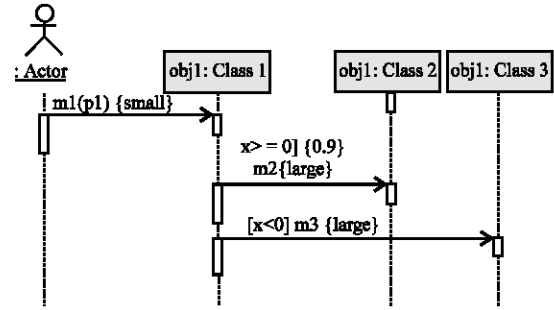 : Actor
obj1: Class 1
obj1: Class 2
obj1: Class 3
m1(p1) {small}
x> = 0] {0.9}
m2{large}
[x<0] m3 {large}